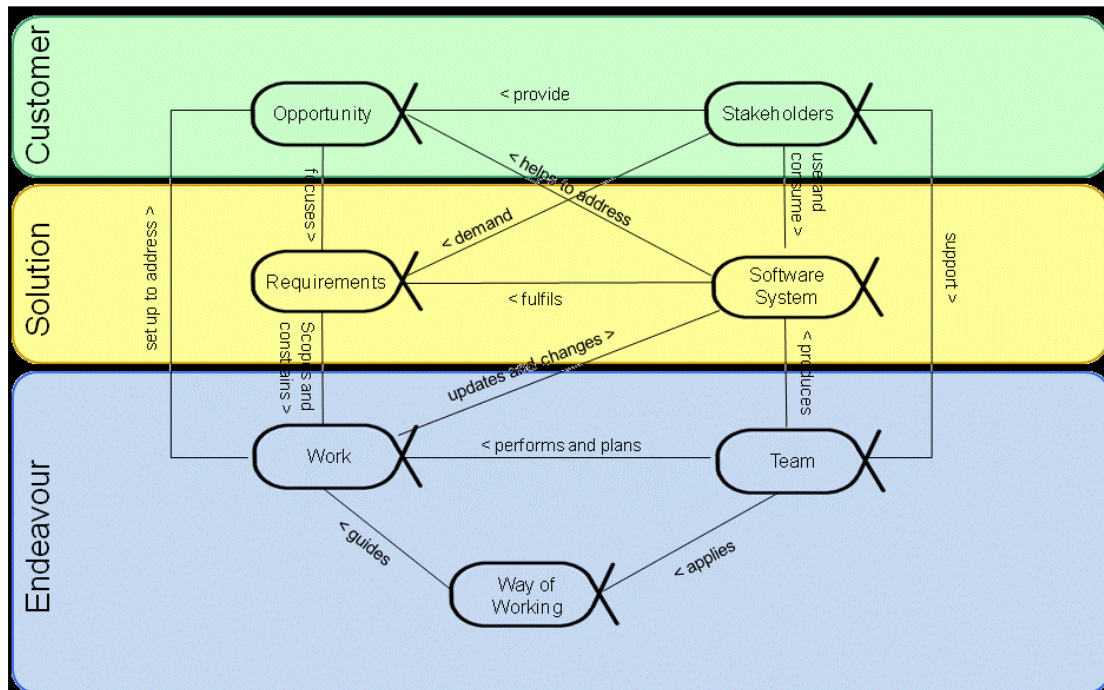 Customer
Opportunity
< provide
Stakeholders
< helps to address
use and
consume >
focuses >
< demand
Solution
set up to address >
support >
Requirements
< fulfils
Software
System
Scopes and
constrains >
updates and changes >
< produces
Endeavour
Work
< performs and plans
Team
< guides
< applies
Way of
Working